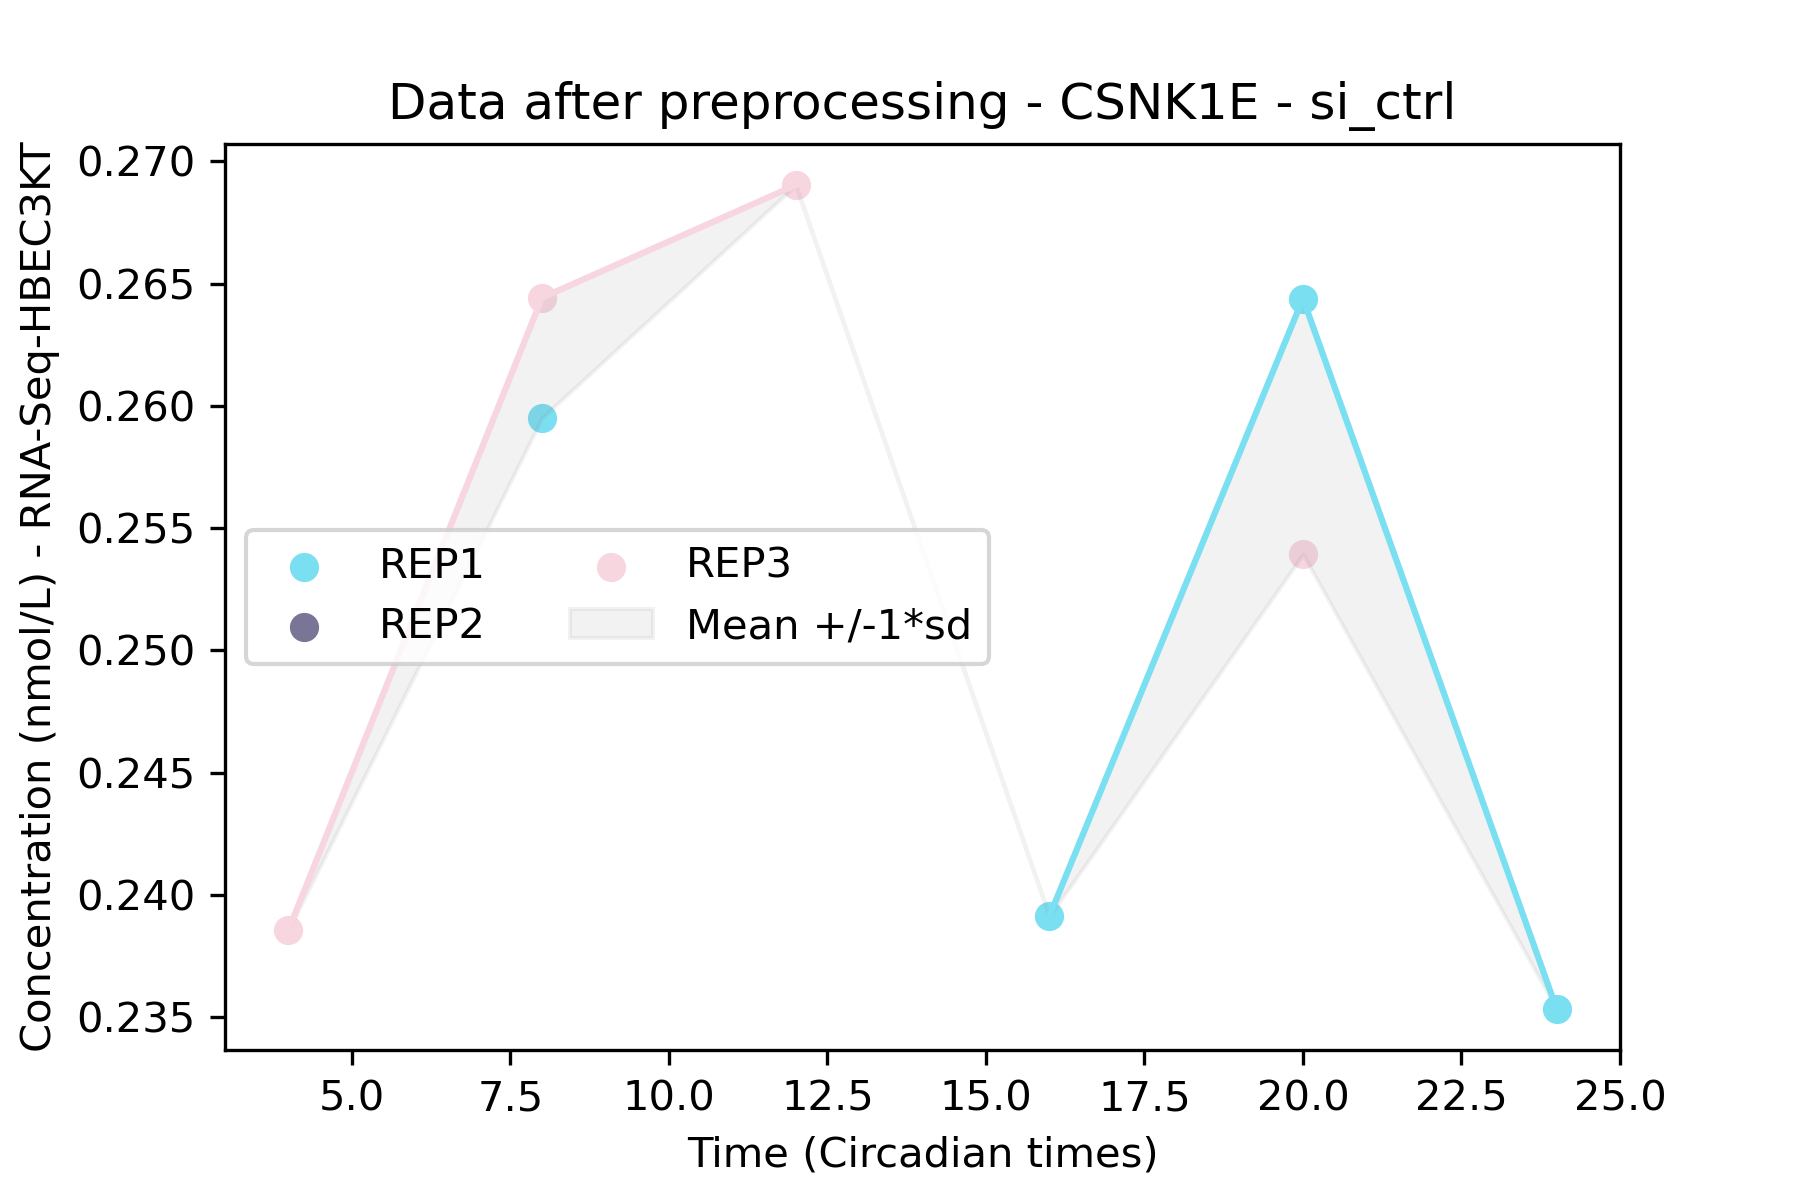 Data after preprocessing - CSNK1E - si_ctrl
Concentration (nmol/L) - RNA-Seq-HBEC3KT
0.270
0.265
0.260
0.255
0.250
0.245
0.240
0.235
REP1
REP2
REP3
Mean +/-1*sd
5.0 7.5 10.0 12.5 15.0 17.5 20.0 22.5 25.0
Time (Circadian times)